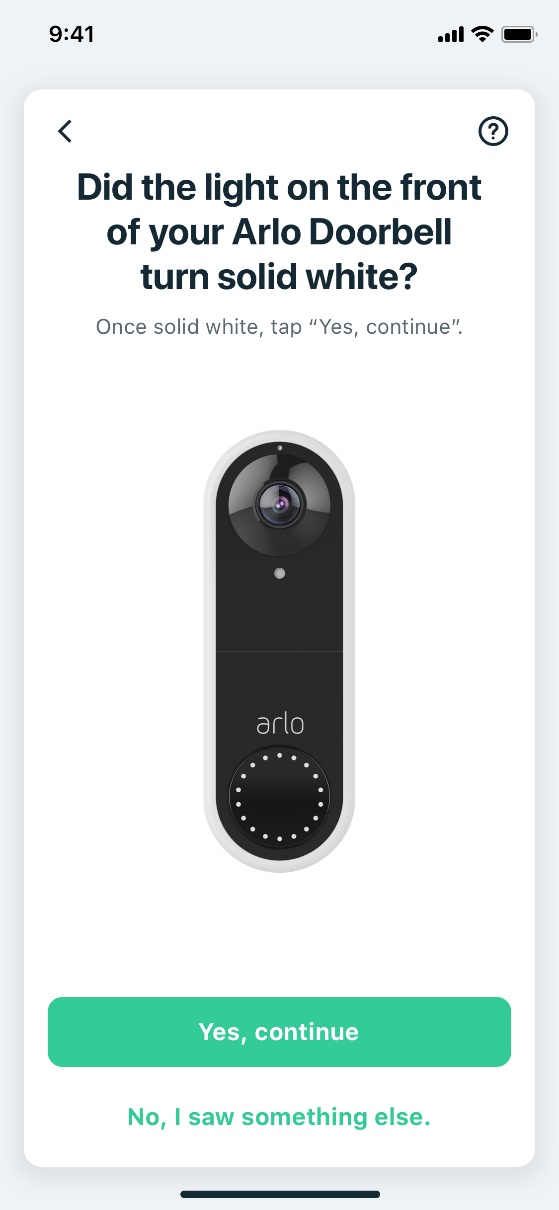 9:41
Did the light on the front
of your Arlo Doorbell
turn solid white?
Once solid white, tap “Yes, continue”.
arlo
Yes, continue
No, I saw something else.